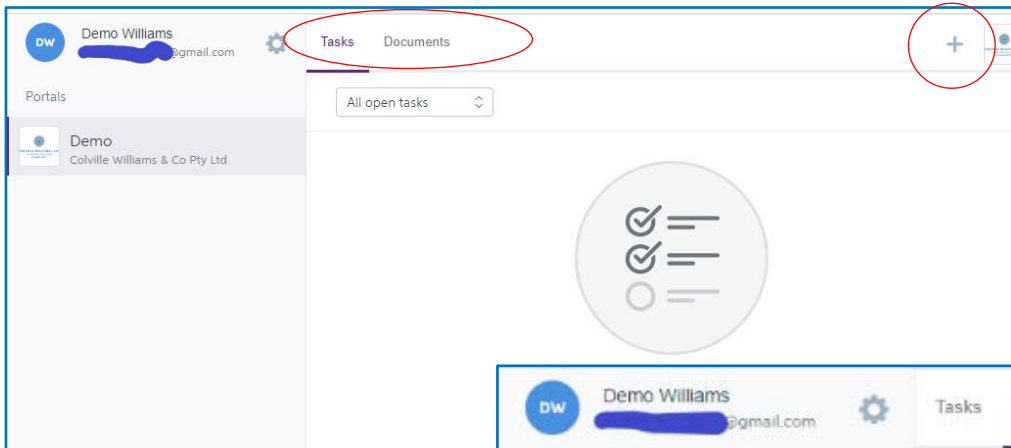 DW
Demo Williams
@gmail.com
Tasks Documents
+
Portals
All open tasks
Demo
Colville Williams & Co Pty Ltd
DW
Demo Williams
@gmail.com
Tasks